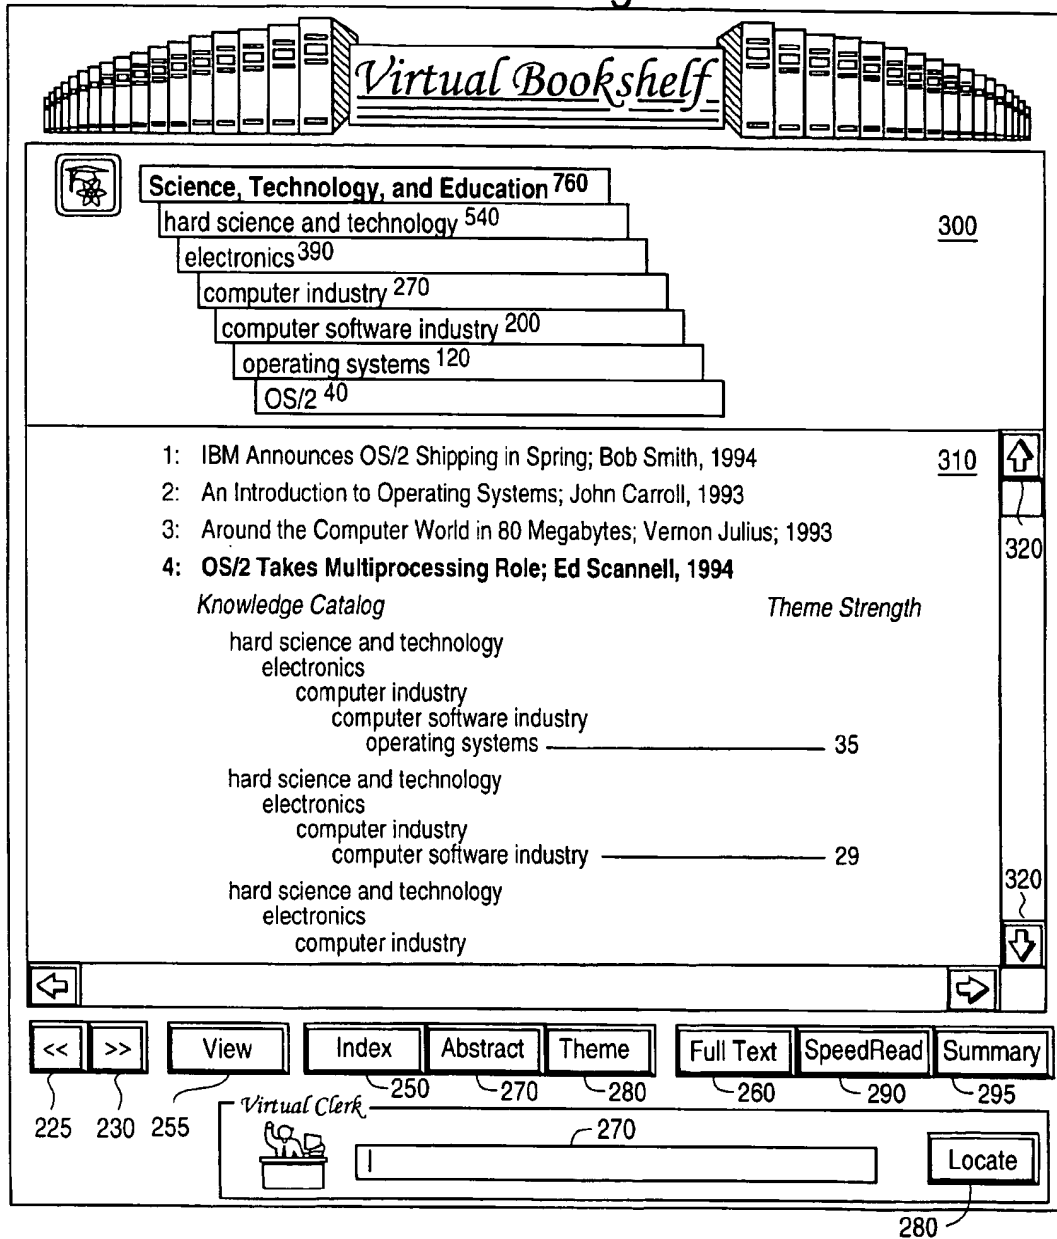 Virtual Bookshelf
Science, Technology, and Education 760
hard science and technology 540
300
electronics 390
computer industry 270
computer software industry 200
operating systems 120
OS/2 40
1: IBM Announces OS/2 Shipping in Spring; Bob Smith, 1994
310
2: An Introduction to Operating Systems; John Carroll, 1993
3: Around the Computer World in 80 Megabytes; Vernon Julius; 1993
320
4: OS/2 Takes Multiprocessing Role; Ed Scannell, 1994
Knowledge Catalog Theme Strength
hard science and technology
electronics
computer industry
computer software industry
operating systems 35
hard science and technology
electronics
computer industry
computer software industry 29
hard science and technology
320
electronics
computer industry
<< >> View Index Abstract Theme Full Text SpeedRead Summary
250 270 280 260 290 295
225 230 255
Virtual Clerk
270
Locate
280